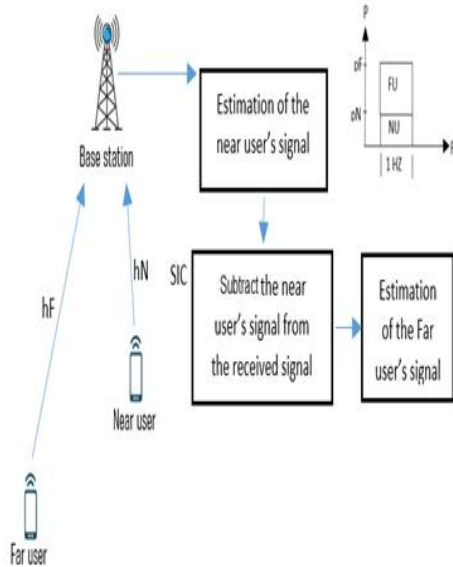 P
pF
FU
pN
NU
F
1 HZ
Estimation of the
near user's signal
Base station
hF
hN
SIC
Subtract the near
user's signal from
the received signal
Estimation
of the Far
user's signal
Near user
Far user